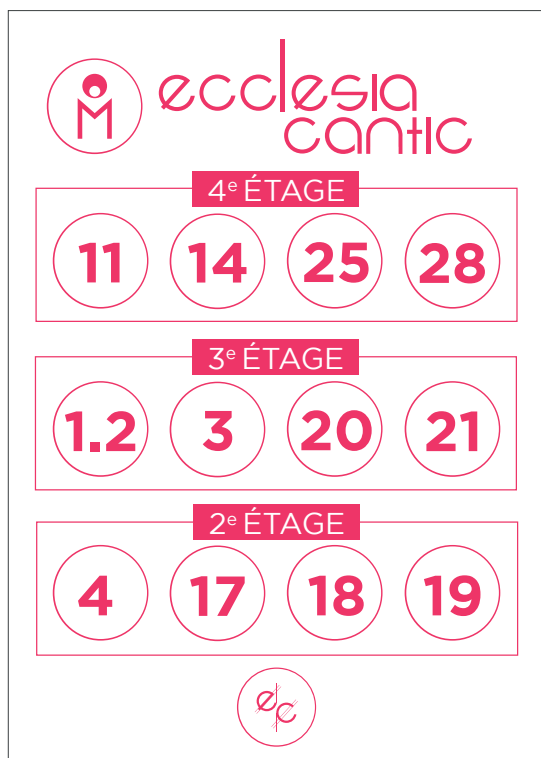 ecclesia
cantic
4e ÉTAGE
11 14 25 28
3e ÉTAGE
1.2 3 20 21
2e ÉTAGE
4 17 18 19
e c